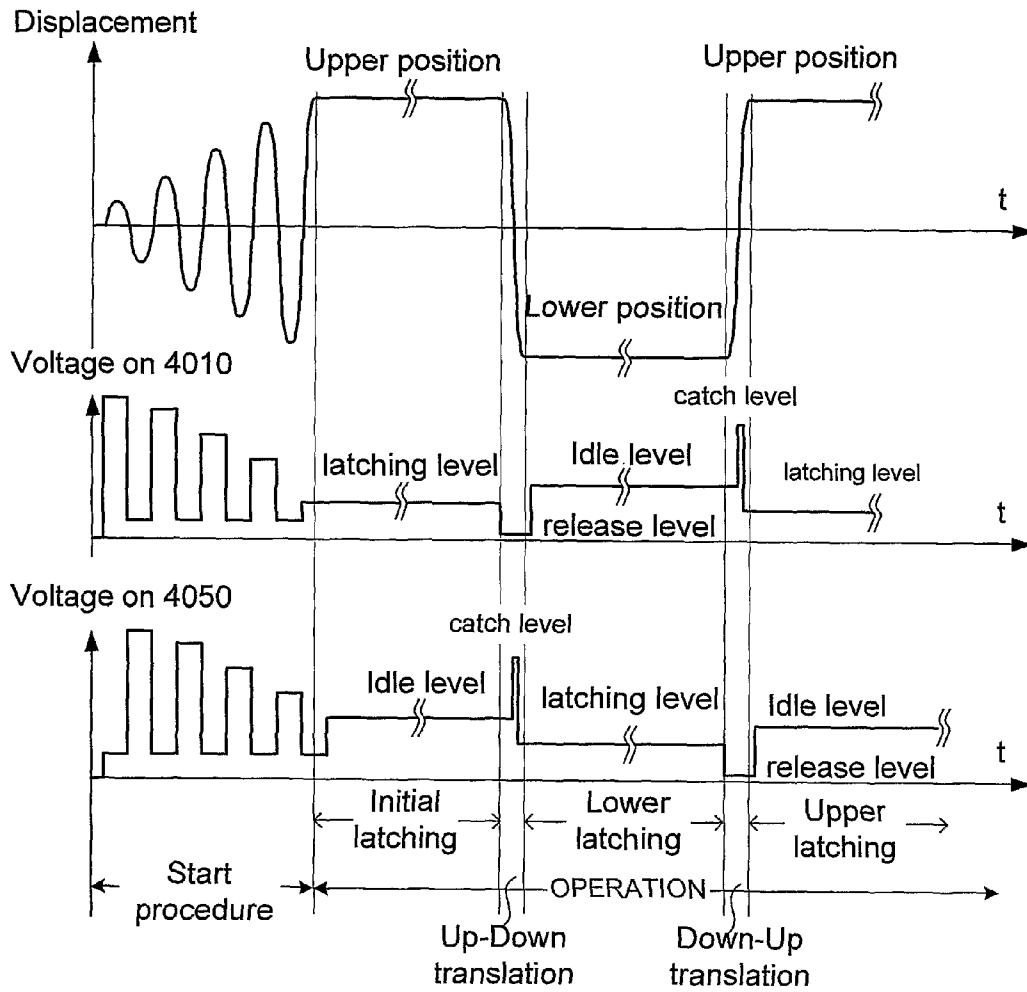 Displacement
Upper position
Upper position
t
Lower position
Voltage on 4010
catch level
latching level
Idle level
latching level
release level
t
Voltage on 4050
catch level
Idle level
latching level
Idle level
release level
t
Initial
latching
Lower
latching
Upper
latching
Start
procedure
OPERATION
Up-Down
translation
Down-Up
translation